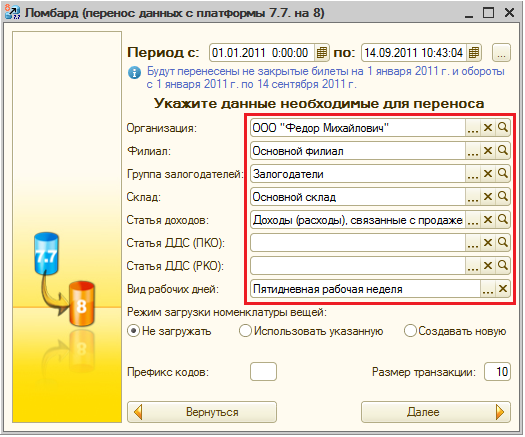 Ломбард (перенос данных с платформы 7.7. на 8)
Период с: 01.01.2011 0:00:00 по: 14.09.2011 10:43:04 ...
Будут перенесены не закрытые билеты на 1 января 2011 г. и обороты
с 1 января 2011 г. по 14 сентября 2011 г.
Укажите данные необходимые для переноса
Организация: ООО "Федор Михайлович" ...
Филиал: Основной филиал ...
Группа залогодателей: Залогодатели ...
Склад: Основной склад ...
Статья доходов: Доходы (расходы), связанные с продаже ...
Статья ДДС (ПКО): ...
Статья ДДС (РКО): ...
Вид рабочих дней: Пятидневная рабочая неделя ...
Режим загрузки номенклатуры вещей:
Не загружать Использовать указанную Создавать новую
Префикс кодов: Размер транзакции: 10
Вернуться Далее
7.7
8